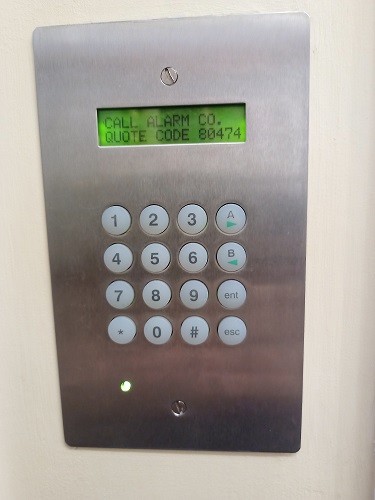 CALL ALARM CO.
QUOTE CODE 80474
1 2 3 A
4 5 6 B
7 8 9 ent
* 0 # esc